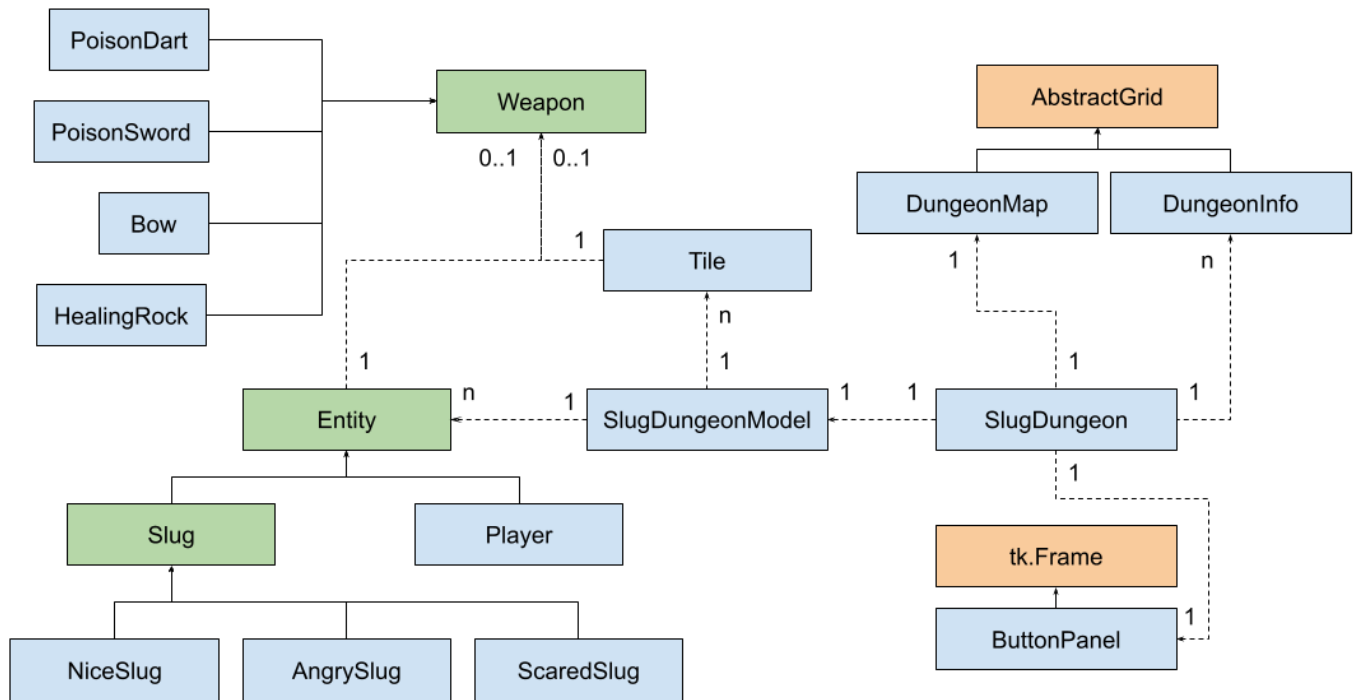 PoisonDart
Weapon
AbstractGrid
PoisonSword
0..1
0..1
DungeonMap
DungeonInfo
Bow
1
Tile
1
n
HealingRock
n
1
1
1
Entity
n
1
SlugDungeonModel
1
1
SlugDungeon
1
1
Slug
Player
tk.Frame
NiceSlug
AngrySlug
ScaredSlug
ButtonPanel
1